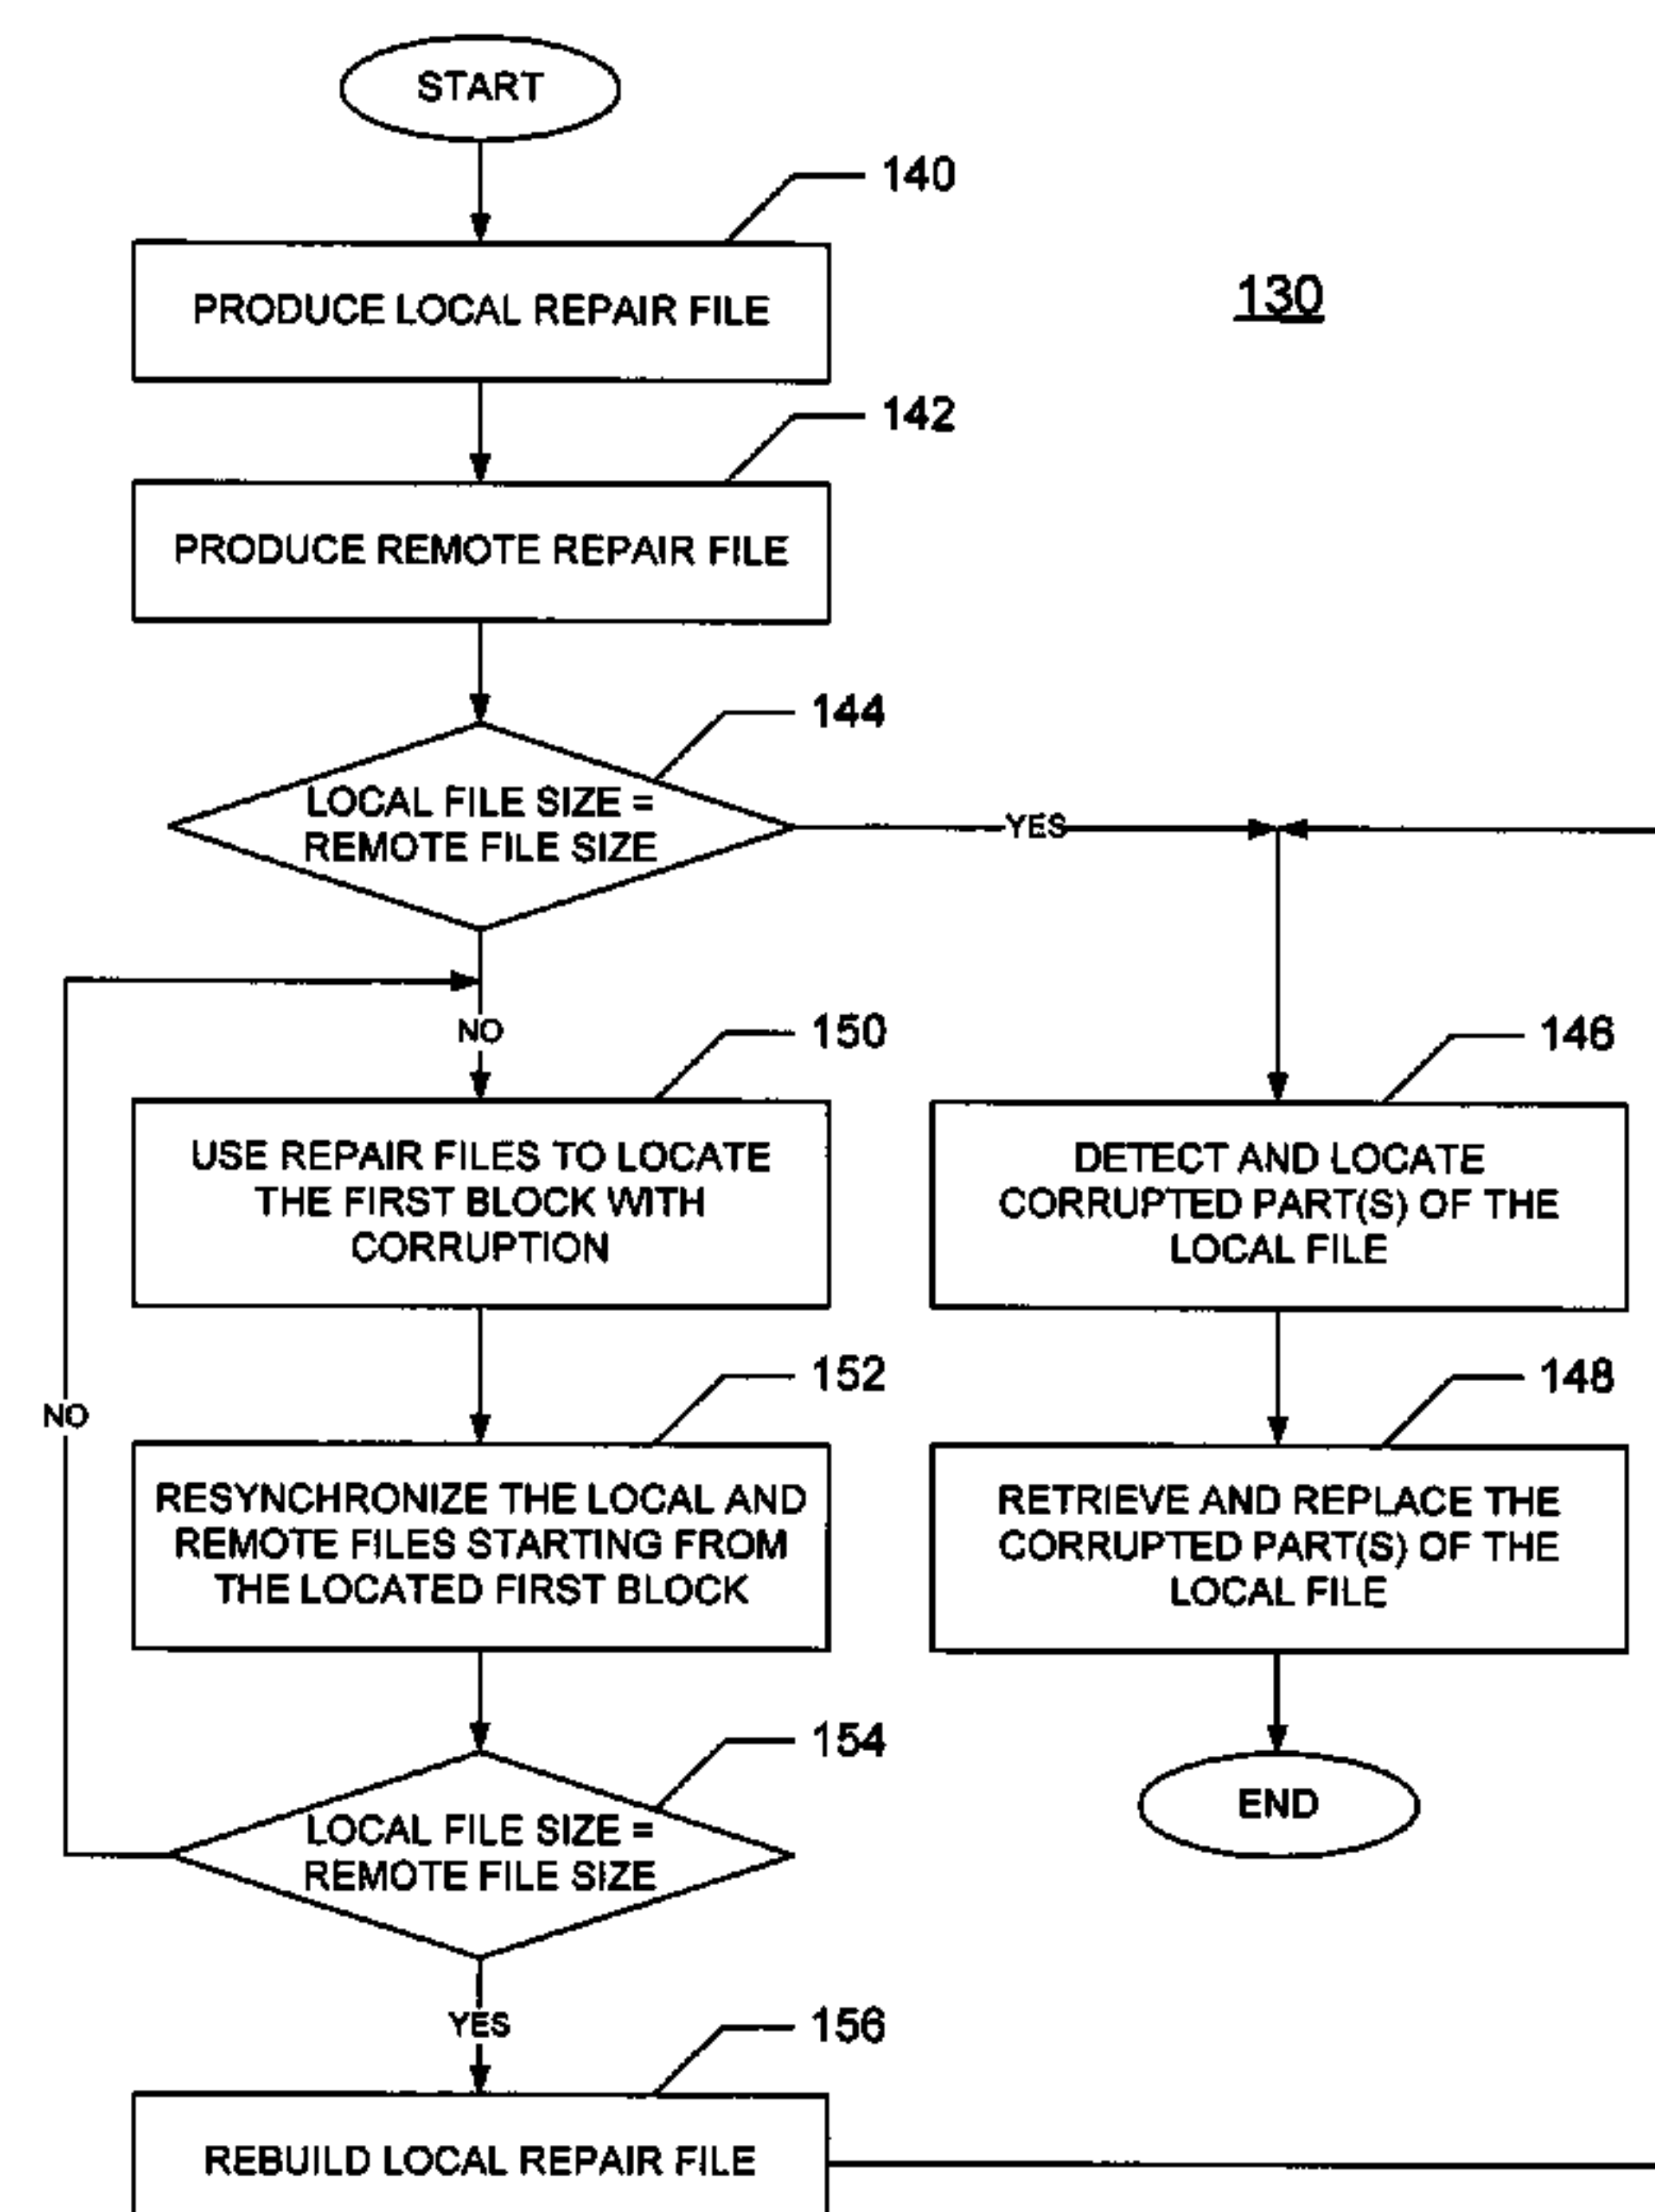 START
140
PRODUCE LOCAL REPAIR FILE
130
142
PRODUCE REMOTE REPAIR FILE
144
LOCAL FILE SIZE =
REMOTE FILE SIZE
YES
NO
150
USE REPAIR FILES TO LOCATE
THE FIRST BLOCK WITH
CORRUPTION
146
DETECT AND LOCATE
CORRUPTED PART(S) OF THE
LOCAL FILE
152
RESYNCHRONIZE THE LOCAL AND
REMOTE FILES STARTING FROM
THE LOCATED FIRST BLOCK
148
RETRIEVE AND REPLACE THE
CORRUPTED PART(S) OF THE
LOCAL FILE
NO
154
LOCAL FILE SIZE =
REMOTE FILE SIZE
END
YES
156
REBUILD LOCAL REPAIR FILE